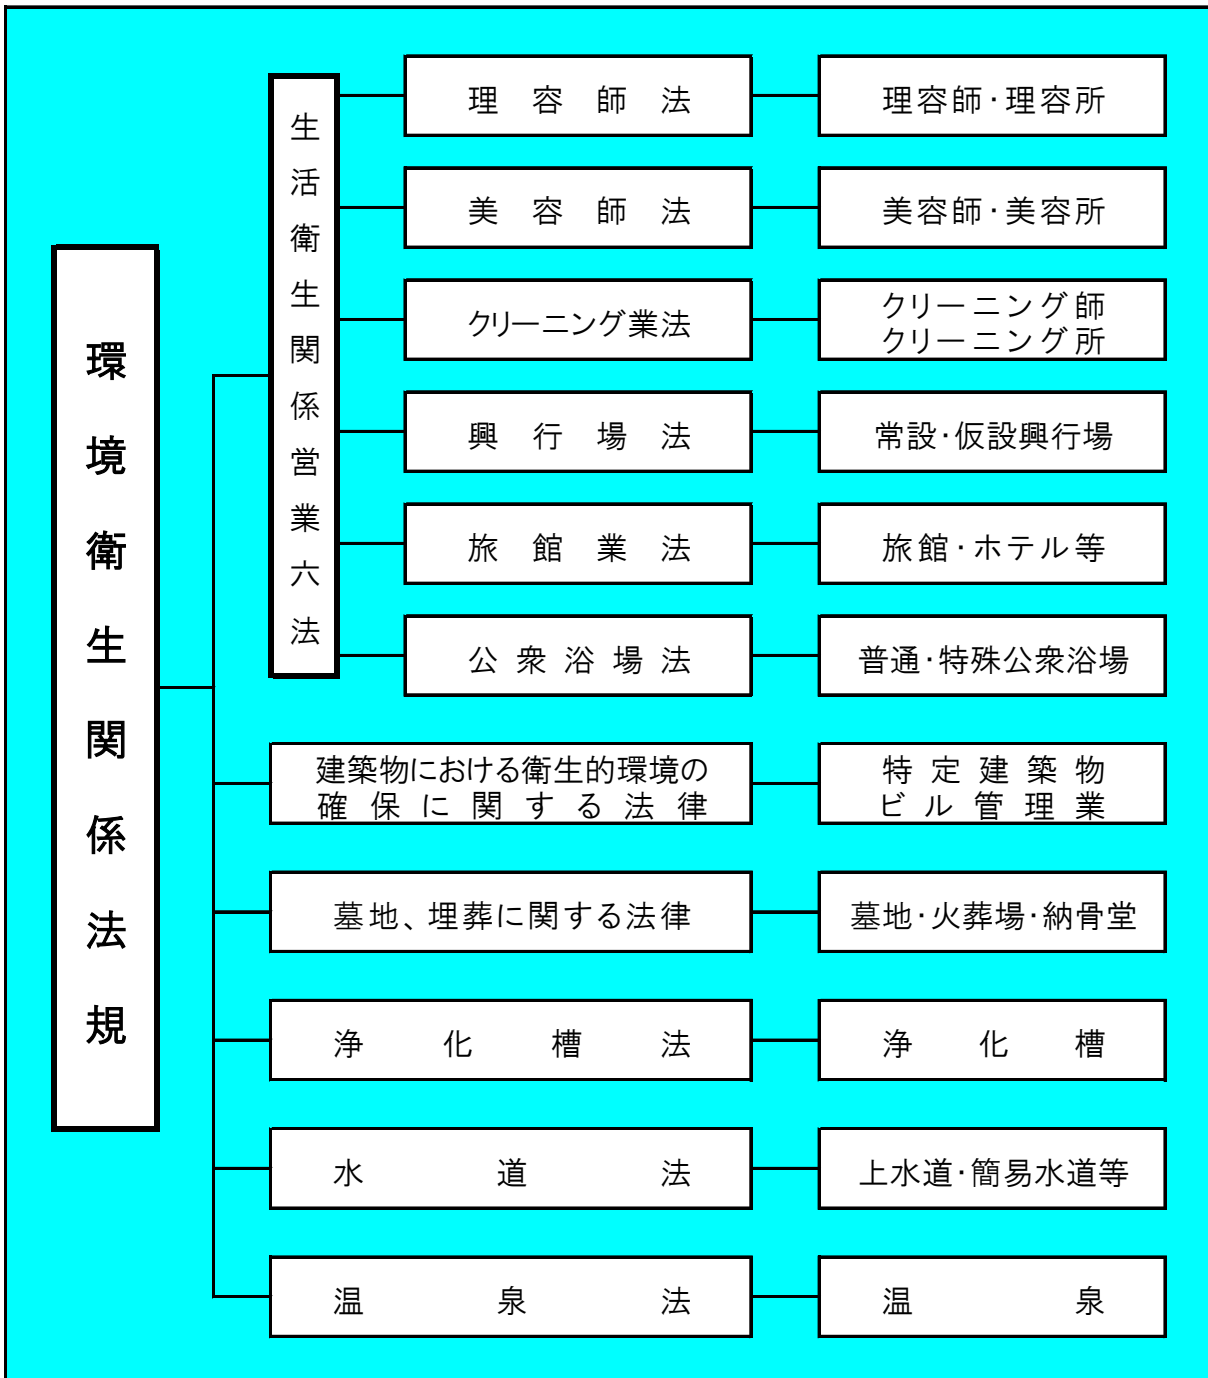 環境衛生関係法規
生活衛生関係営業六法
理容師法
理容師･理容所
美容師法
美容師･美容所
クリーニング業法
クリーニング師
クリーニング所
興行場法
常設･仮設興行場
旅館業法
旅館･ホテル等
公衆浴場法
普通･特殊公衆浴場
建築物における衛生的環境の
確保に関する法律
特定建築物
ビル管理業
墓地、埋葬に関する法律
墓地･火葬場･納骨堂
浄化槽法
浄化槽
水道法
上水道･簡易水道等
温泉法
温泉